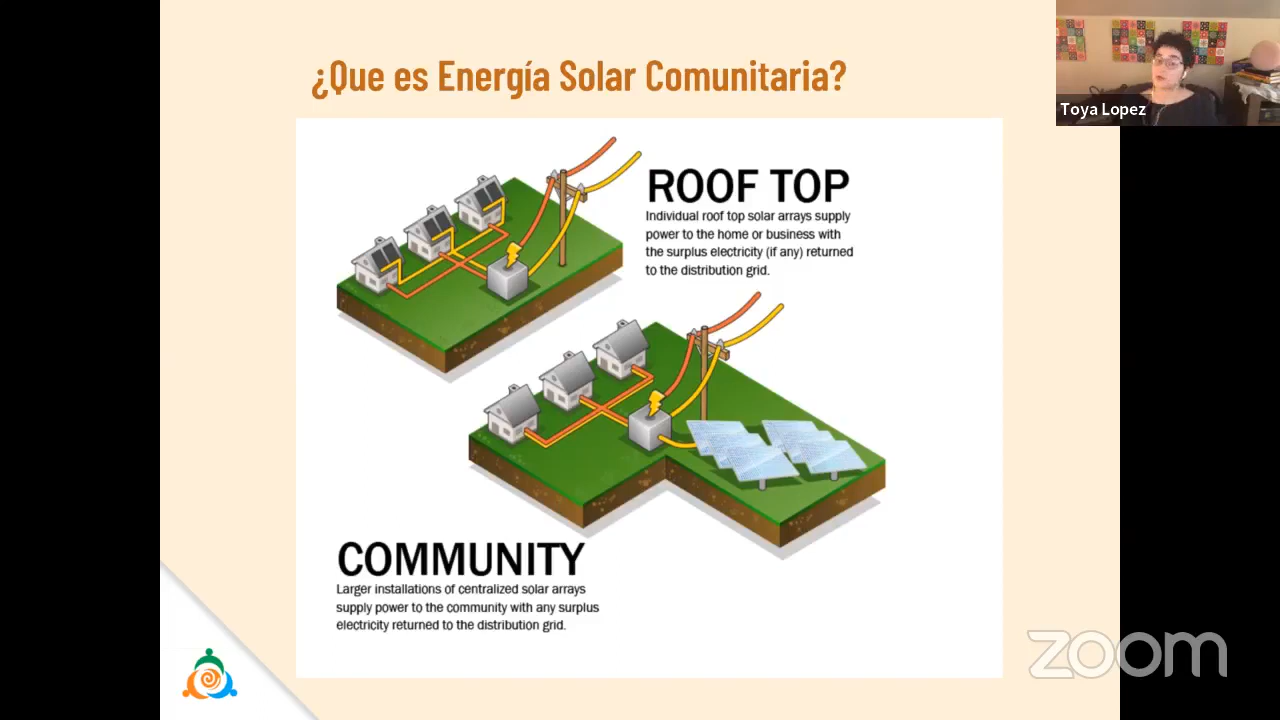 ¿Que es Energía Solar Comunitaria?
Toya Lopez
ROOF TOP
Individual roof top solar arrays supply
power to the home or business with
the surplus electricity (if any) returned
to the distribution grid.
COMMUNITY
Larger installations of centralized solar arrays
supply power to the community with any surplus
electricity returned to the distribution grid.
zoom